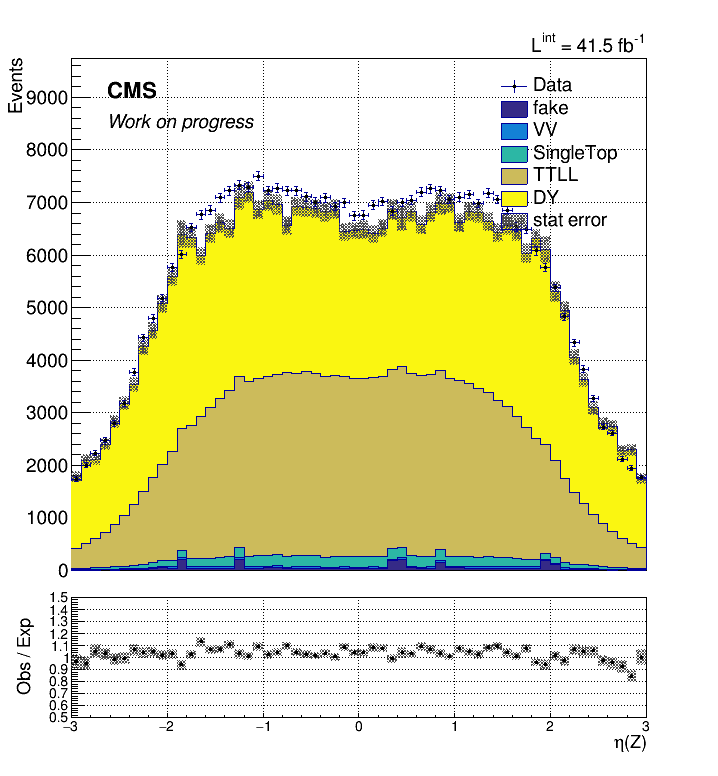 L^int = 41.5 fb^-1
Events
CMS
Work on progress
Data
fake
VV
SingleTop
TTLL
DY
stat error
9000
8000
7000
6000
5000
4000
3000
2000
1000
0
Obs / Exp
1.5
1.4
1.3
1.2
1.1
1
0.9
0.8
0.7
0.6
0.5
−3 −2 −1 0 1 2 3
η(Z)